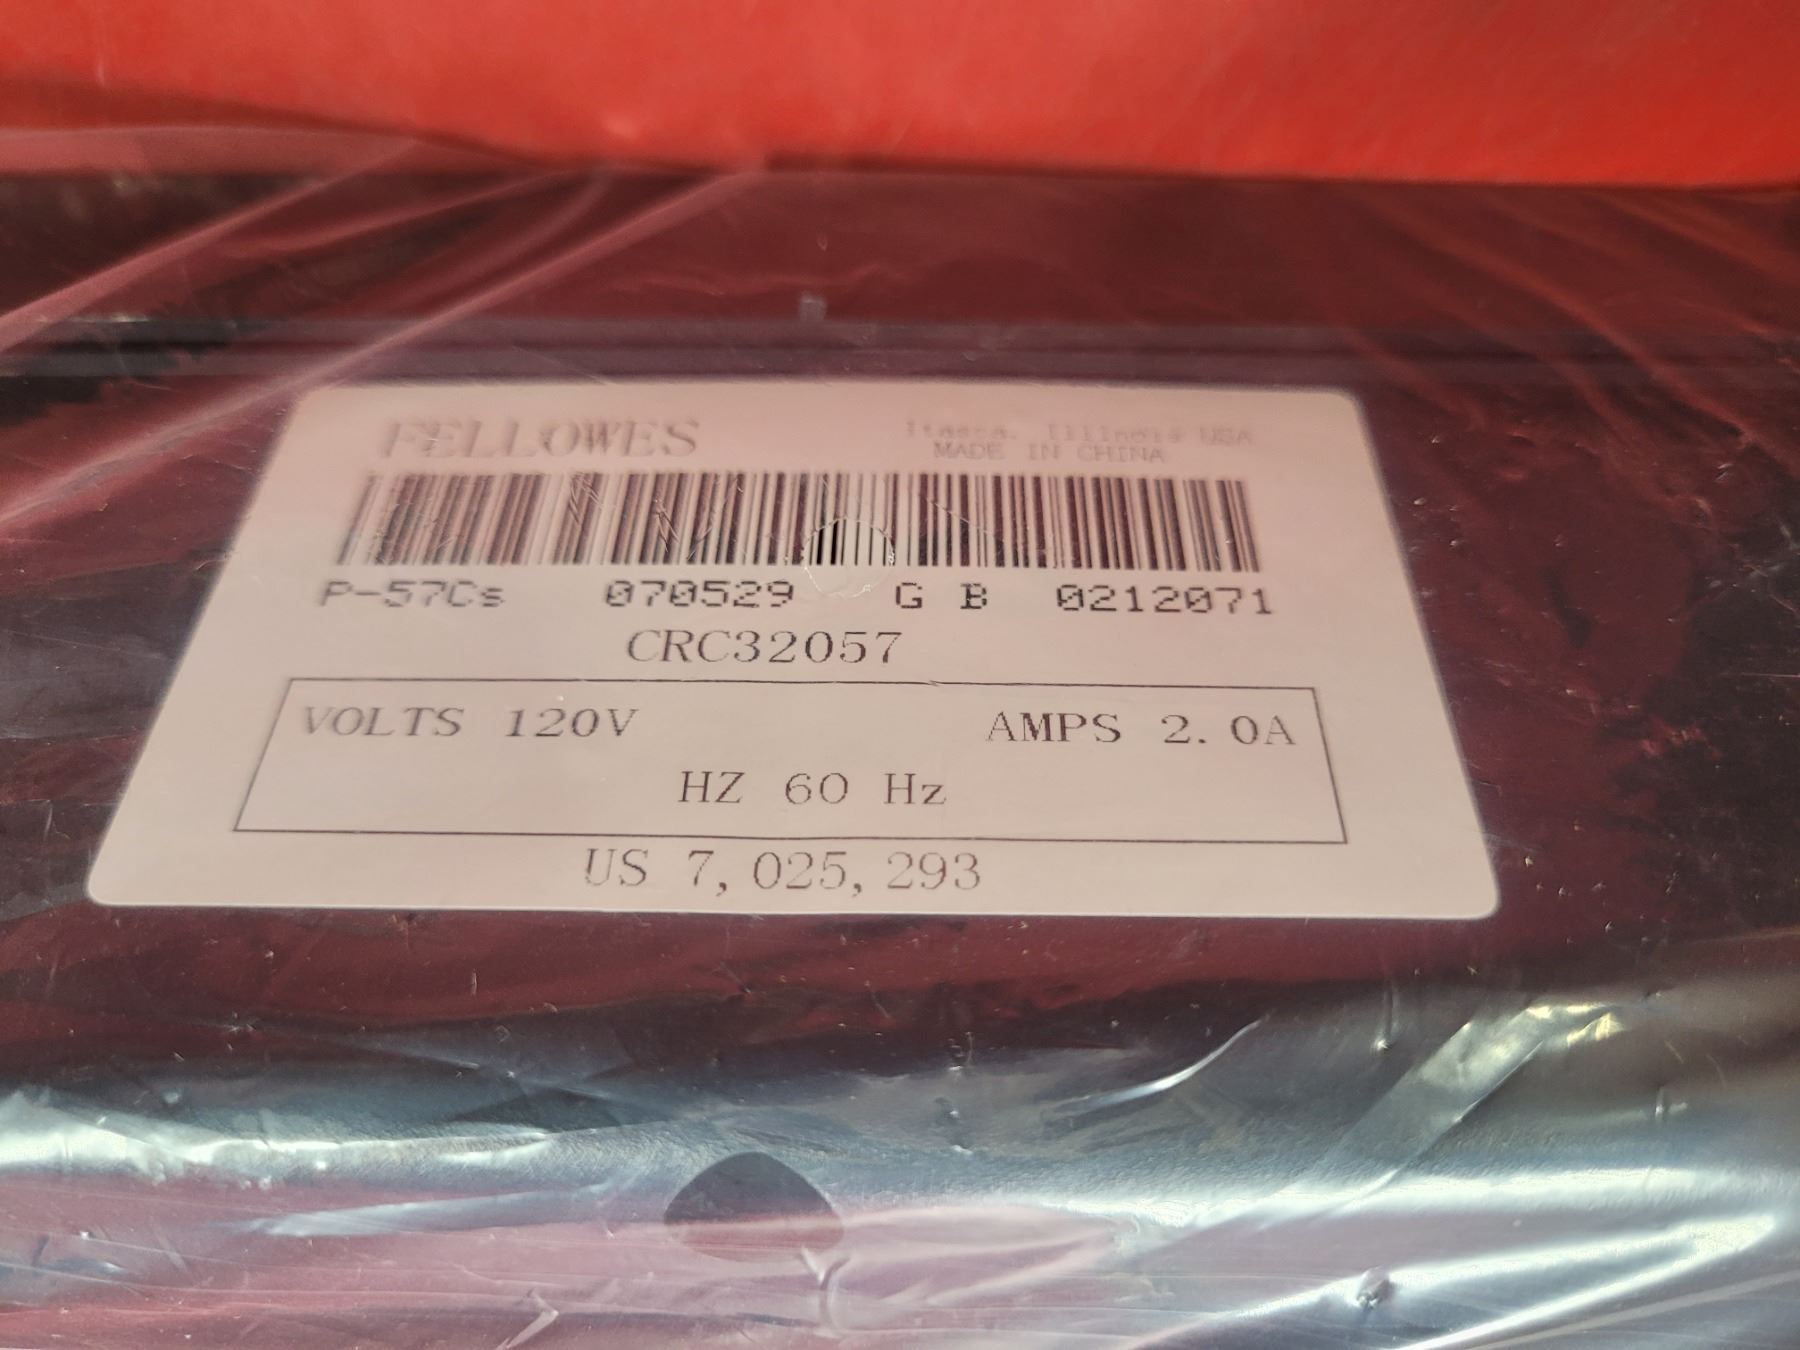 FELLOWES
Itasca, Illinois USA
MADE IN CHINA
P-57Cs 070529 G B 0212071
CRC32057
VOLTS 120V AMPS 2.0A
HZ 60 Hz
US 7,025,293